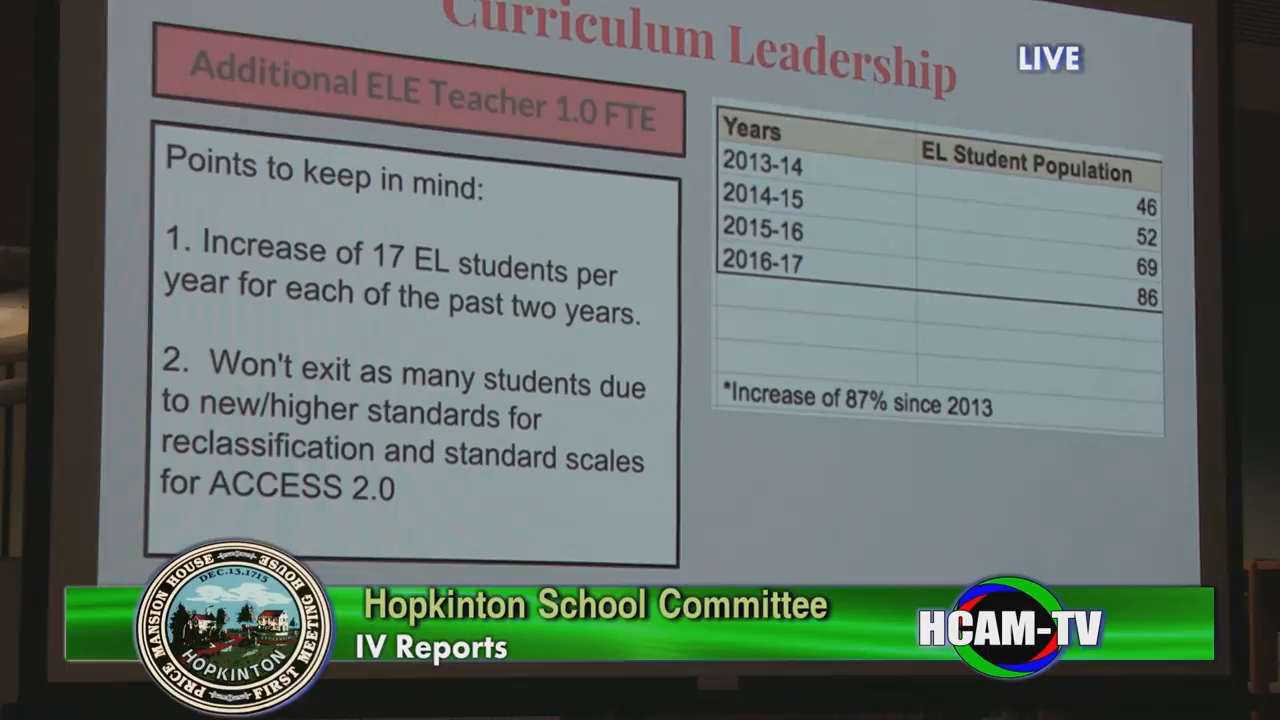 Curriculum Leadership
LIVE
Additional ELE Teacher 1.0 FTE
Points to keep in mind:
1. Increase of 17 EL students per
year for each of the past two years.
2. Won't exit as many students due
to new/higher standards for
reclassification and standard scales
for ACCESS 2.0
Years EL Student Population
2013-14 46
2014-15 52
2015-16 69
2016-17 86
*Increase of 87% since 2013
Hopkinton School Committee
IV Reports
PRICE MANSION HOUSE
FIRST MEETING HOUSE
DEC.13.1715
HOPKINTON
HCAM-TV